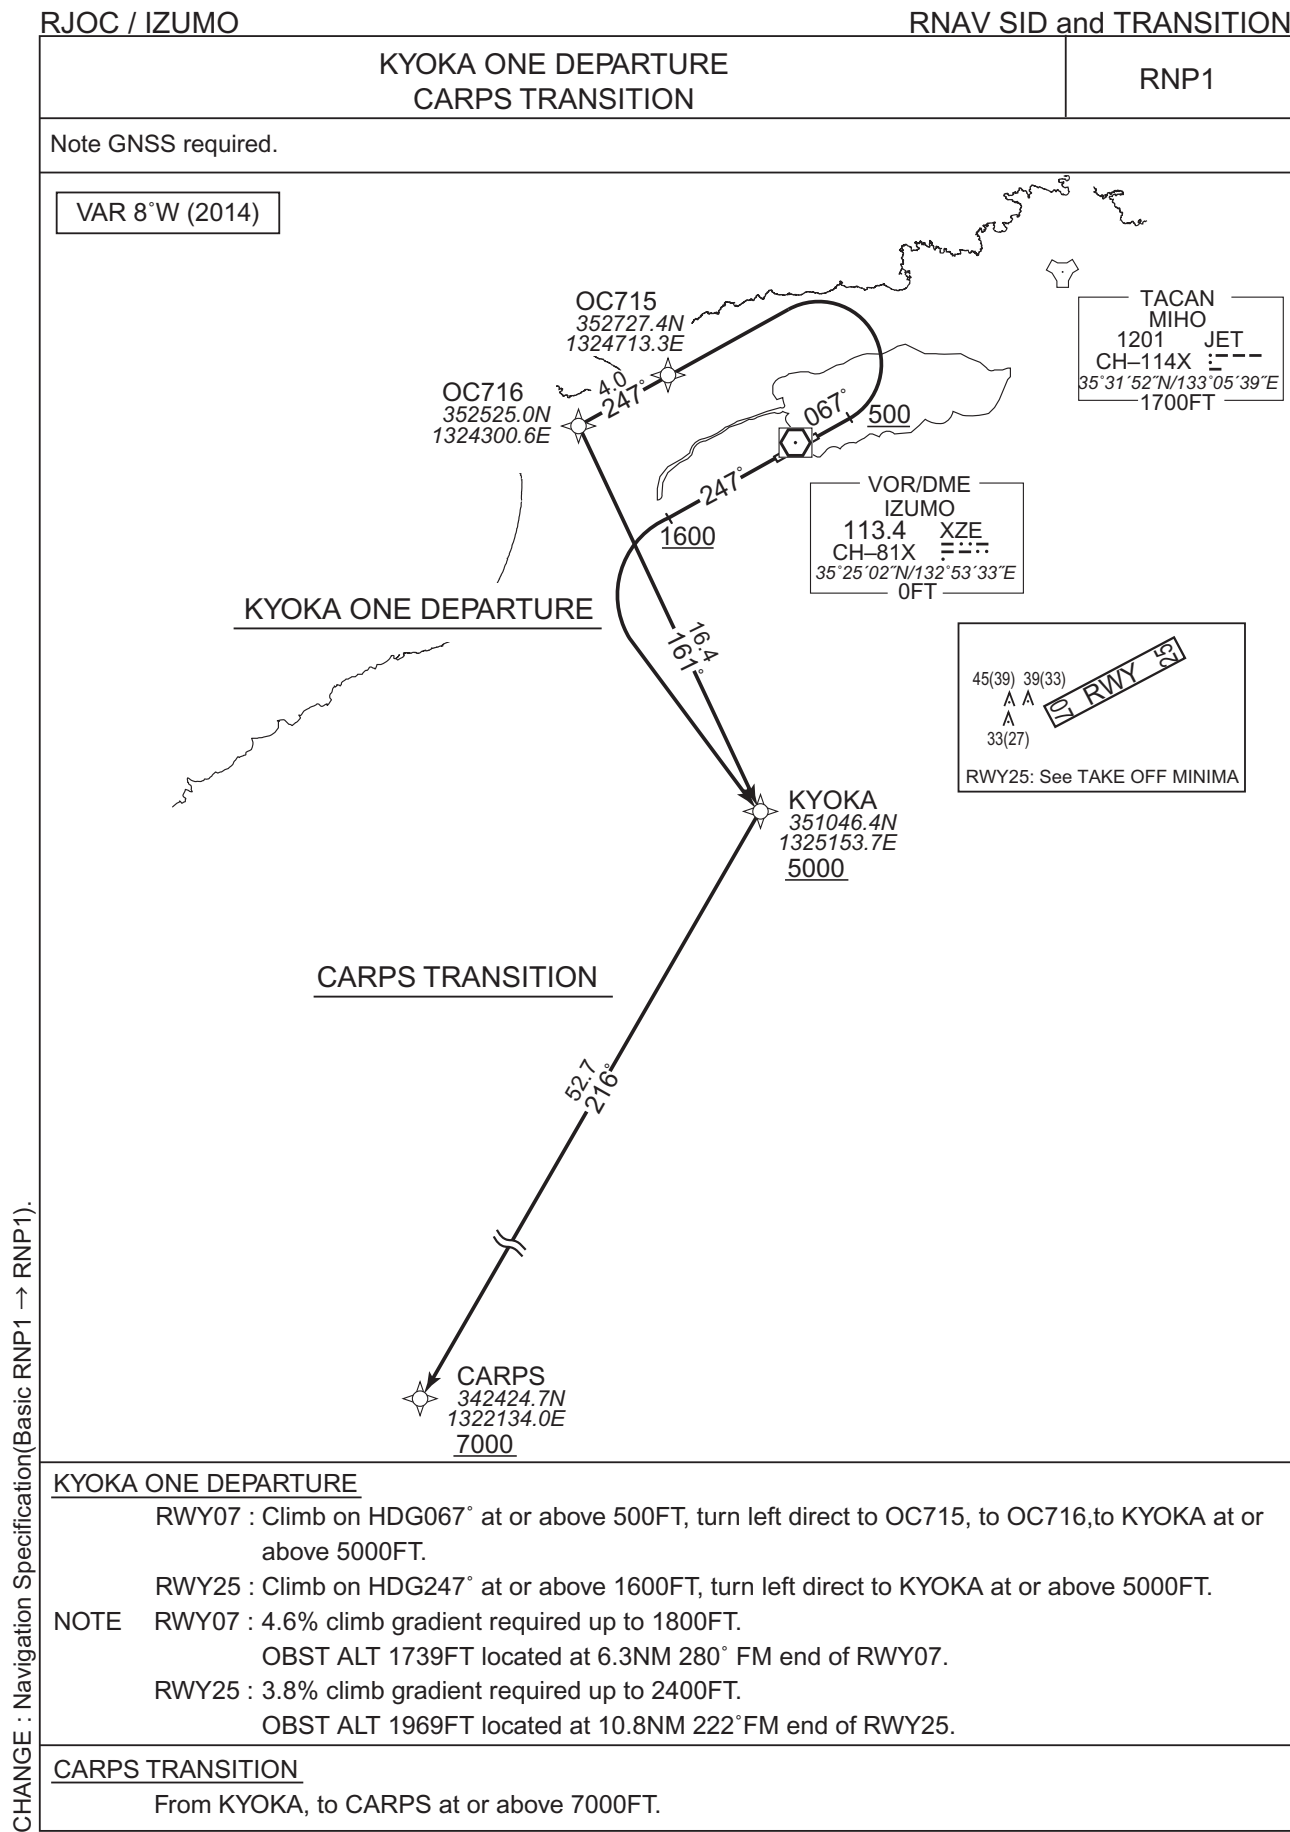 RJOC / IZUMO
RNAV SID and TRANSITION
KYOKA ONE DEPARTURE
CARPS TRANSITION
RNP1
Note GNSS required.
VAR 8˚W (2014)
OC715
352727.4N
1324713.3E
TACAN
MIHO
1201 JET
CH–114X
35˚31´52˝N/133˚05´39˝E
1700FT
OC716
352525.0N
1324300.6E
4.0
247˚
067˚
500
247˚
1600
VOR/DME
IZUMO
113.4 XZE
CH–81X
35˚25´02˝N/132˚53´33˝E
0FT
KYOKA ONE DEPARTURE
16.4
161˚
45(39) 39(33)
33(27)
07 RWY 25
RWY25: See TAKE OFF MINIMA
KYOKA
351046.4N
1325153.7E
5000
CARPS TRANSITION
52.7
216˚
CARPS
342424.7N
1322134.0E
7000
KYOKA ONE DEPARTURE
RWY07 : Climb on HDG067˚ at or above 500FT, turn left direct to OC715, to OC716,to KYOKA at or
above 5000FT.
RWY25 : Climb on HDG247˚ at or above 1600FT, turn left direct to KYOKA at or above 5000FT.
NOTE RWY07 : 4.6% climb gradient required up to 1800FT.
OBST ALT 1739FT located at 6.3NM 280˚ FM end of RWY07.
RWY25 : 3.8% climb gradient required up to 2400FT.
OBST ALT 1969FT located at 10.8NM 222˚FM end of RWY25.
CARPS TRANSITION
From KYOKA, to CARPS at or above 7000FT.
CHANGE : Navigation Specification(Basic RNP1 → RNP1).